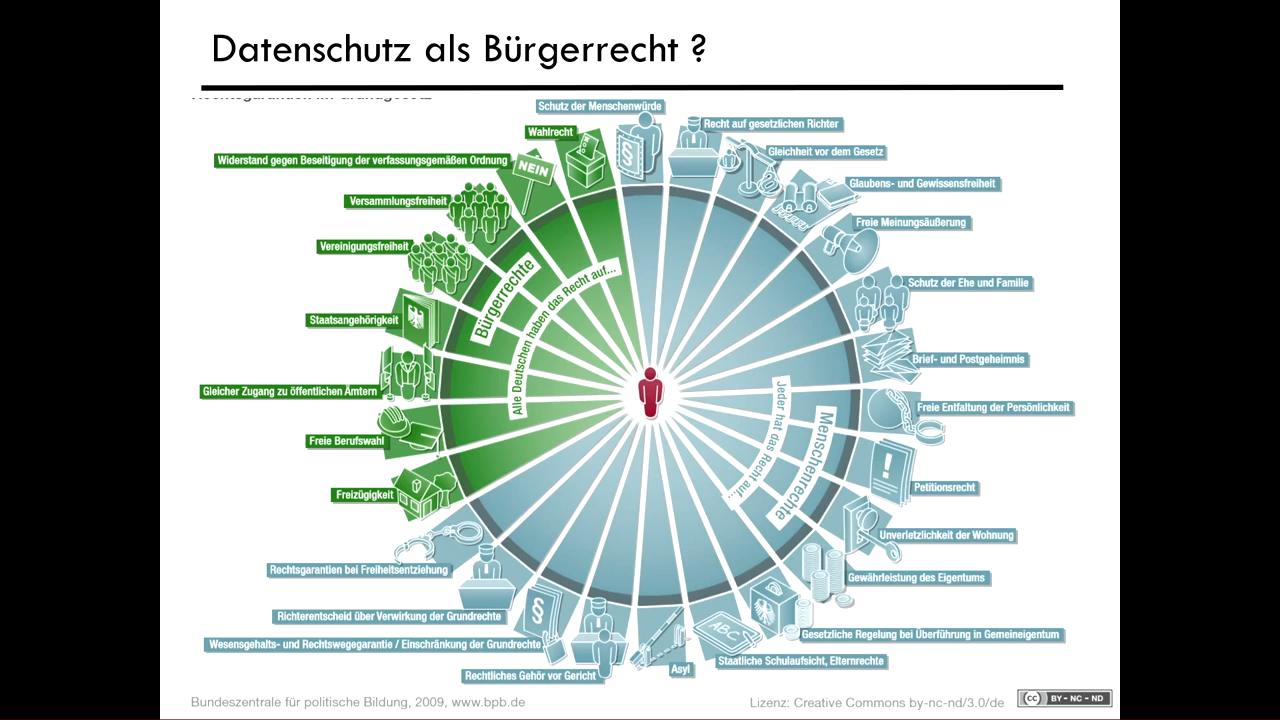 Datenschutz als Bürgerrecht ?
Schutz der Menschenwürde
Recht auf gesetzlichen Richter
Gleichheit vor dem Gesetz
Glaubens- und Gewissensfreiheit
Freie Meinungsäußerung
Schutz der Ehe und Familie
Brief- und Postgeheimnis
Freie Entfaltung der Persönlichkeit
Petitionsrecht
Unverletzlichkeit der Wohnung
Gewährleistung des Eigentums
Gesetzliche Regelung bei Überführung in Gemeineigentum
Staatliche Schulaufsicht, Elternrechte
Asyl
Rechtliches Gehör vor Gericht
Wesensgehalts- und Rechtswegegarantie / Einschränkung der Grundrechte
Richterentscheid über Verwirkung der Grundrechte
Rechtsgarantien bei Freiheitsentziehung
Freizügigkeit
Freie Berufswahl
Gleicher Zugang zu öffentlichen Ämtern
Staatsangehörigkeit
Vereinigungsfreiheit
Versammlungsfreiheit
Widerstand gegen Beseitigung der verfassungsgemäßen Ordnung
Wahlrecht
NEIN
§
§
ABC
!
Bürgerrechte
Alle Deutschen haben das Recht auf...
Menschenrechte
Jeder hat das Recht auf...
Bundeszentrale für politische Bildung, 2009, www.bpb.de
Lizenz: Creative Commons by-nc-nd/3.0/de
cc BY - NC - ND